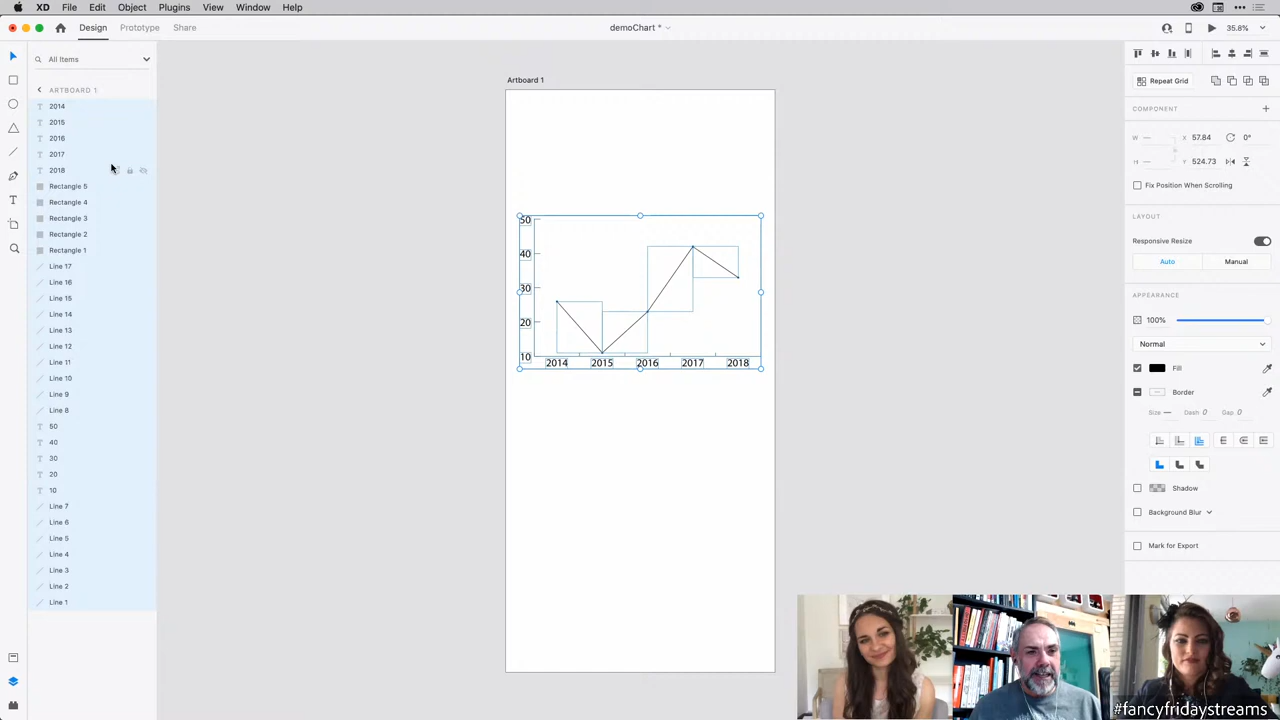 XD File Edit Object Plugins View Window Help
Design Prototype Share
demoChart *
35.8%
All Items
ARTBOARD 1
2014
2015
2016
2017
2018
Rectangle 5
Rectangle 4
Rectangle 3
Rectangle 2
Rectangle 1
Line 17
Line 16
Line 15
Line 14
Line 13
Line 12
Line 11
Line 10
Line 9
Line 8
50
40
30
20
10
Line 7
Line 6
Line 5
Line 4
Line 3
Line 2
Line 1
Artboard 1
50
40
30
20
10
2014 2015 2016 2017 2018
Repeat Grid
COMPONENT
W — X 57.84 0°
H — Y 524.73
Fix Position When Scrolling
LAYOUT
Responsive Resize
Auto Manual
APPEARANCE
100%
Normal
Fill
Border
Size — Dash 0 Gap 0
Shadow
Background Blur
Mark for Export
#fancyfridaystreams